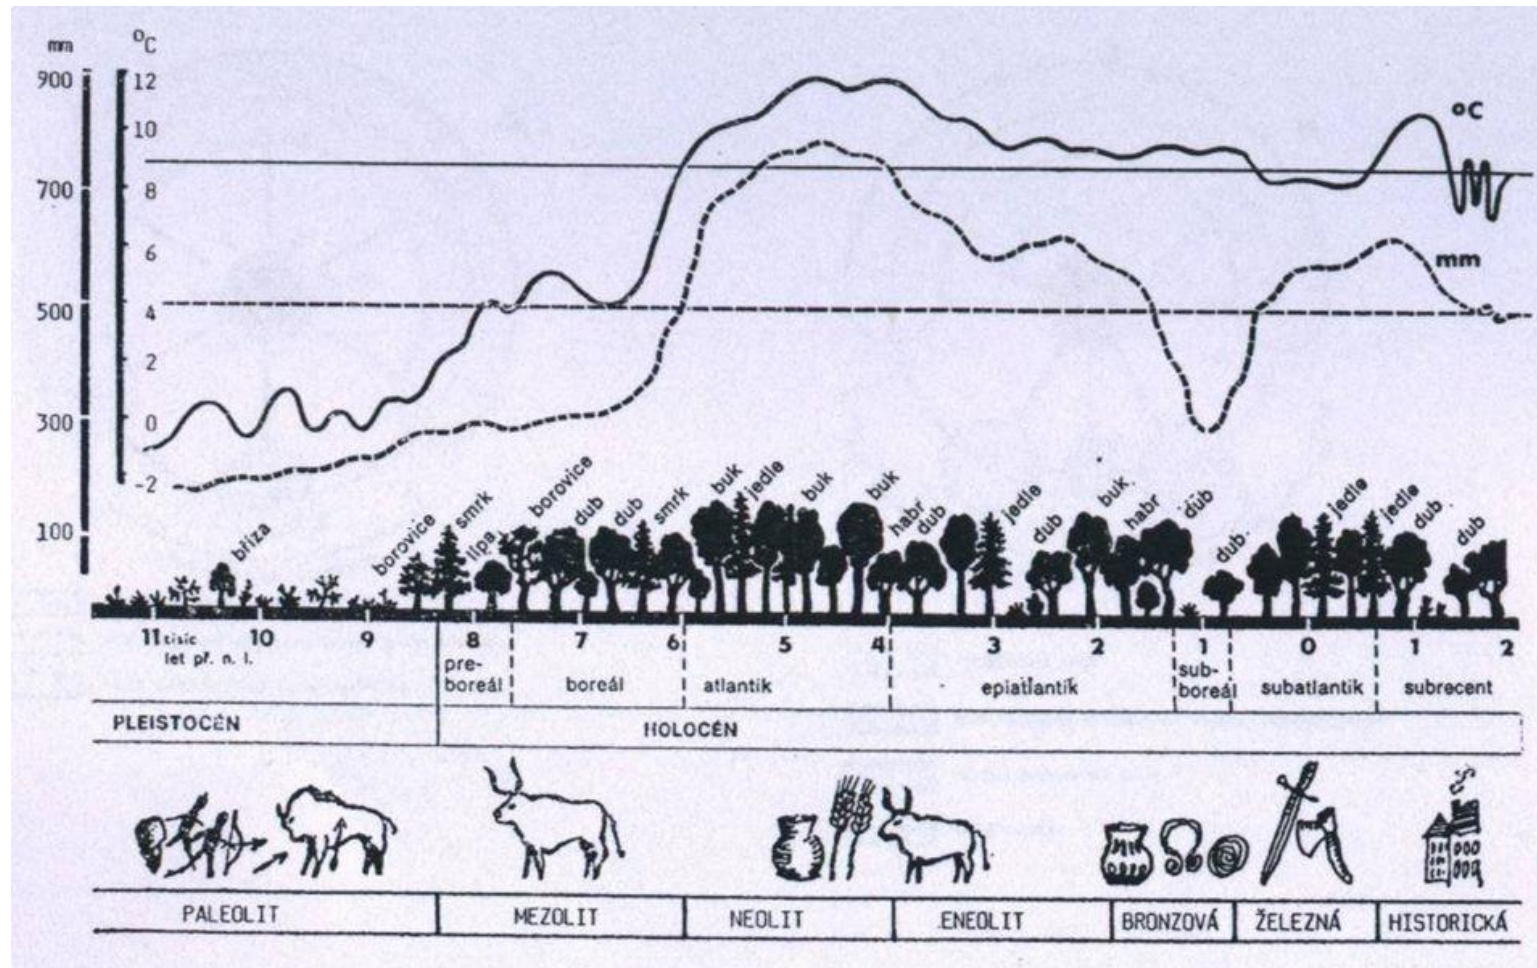 mm
°C
900
700
500
300
100
12
10
8
6
4
2
0
-2
°C
mm
bříza
borovice
smrk
lípa
borovice
dub
dub
smrk
buk
jedle
buk
buk
habr
dub
jedle
dub
buk
habr
dub
dub
jedle
jedle
dub
dub
11 tisíc 10 9 8 7 6 5 4 3 2 1 0 1 2
let př. n. l.
pre-
boreál
boreál
atlantik
epiatlantik
sub-
boreál
subatlantik
subrecent
PLEISTOCÉN
HOLOCÉN
PALEOLIT
MEZOLIT
NEOLIT
ENEOLIT
BRONZOVÁ
ŽELEZNÁ
HISTORICKÁ